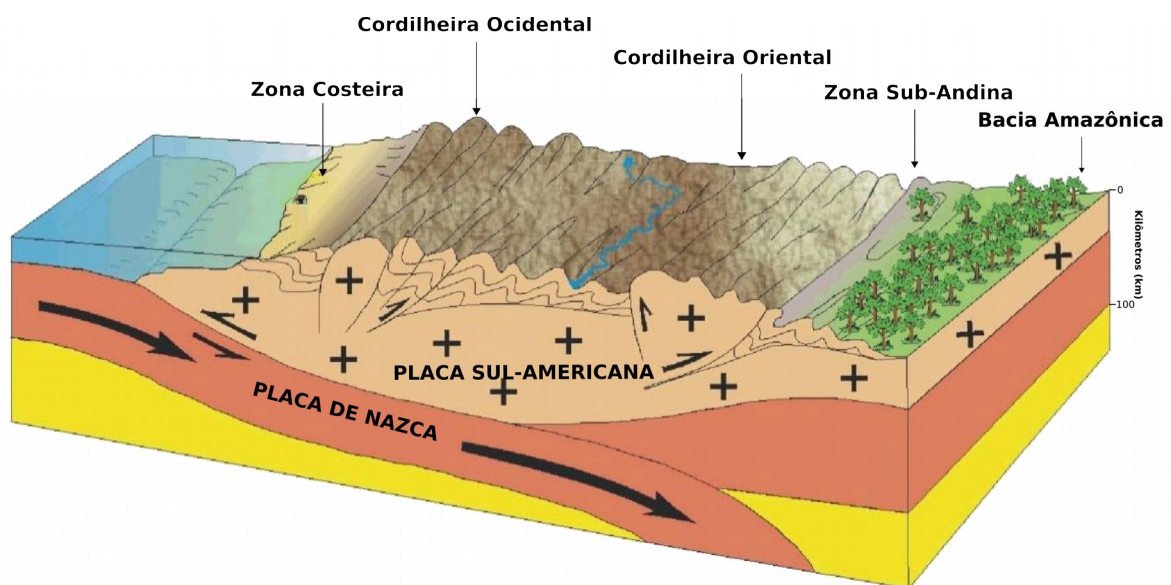 Cordilheira Ocidental
Cordilheira Oriental
Zona Costeira
Zona Sub-Andina
Bacia Amazônica
0
Kilômetros (km)
100
PLACA SUL-AMERICANA
PLACA DE NAZCA